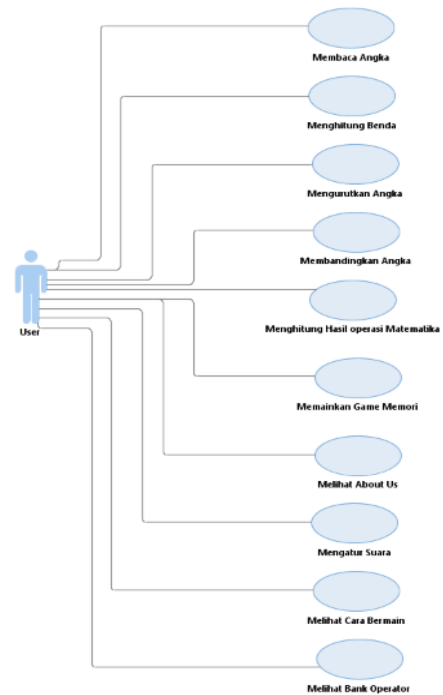 Membaca Angka
Menghitung Benda
Mengurutkan Angka
Membandingkan Angka
Menghitung Hasil operasi Matematika
User
Memainkan Game Memori
Melihat About Us
Mengatur Suara
Melihat Cara Bermain
Melihat Bank Operator